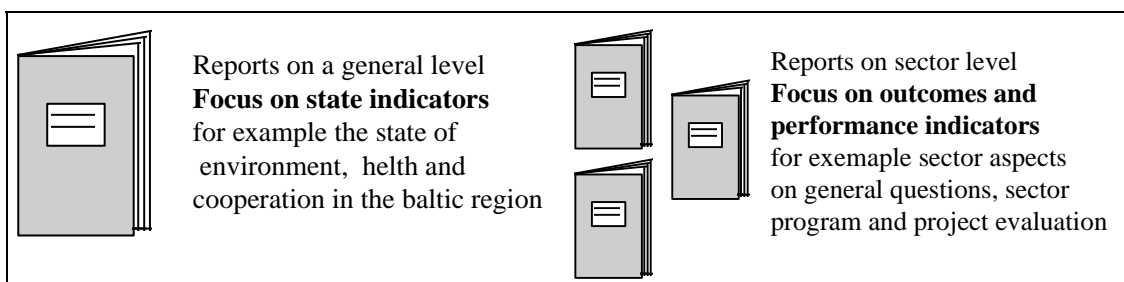 Reports on a general level
Focus on state indicators
for example the state of
environment, helth and
cooperation in the baltic region
Reports on sector level
Focus on outcomes and
performance indicators
for exemaple sector aspects
on general questions, sector
program and project evaluation